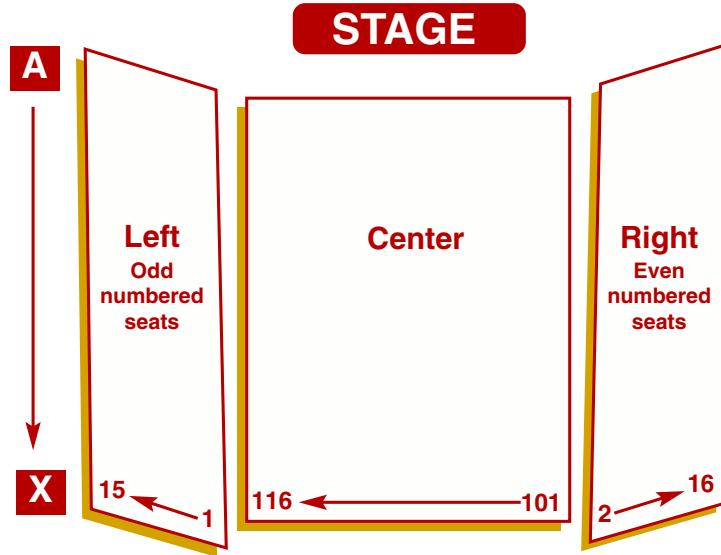 STAGE
A
Left
Odd
numbered
seats
Center
Right
Even
numbered
seats
X
15
1
116
101
2
16